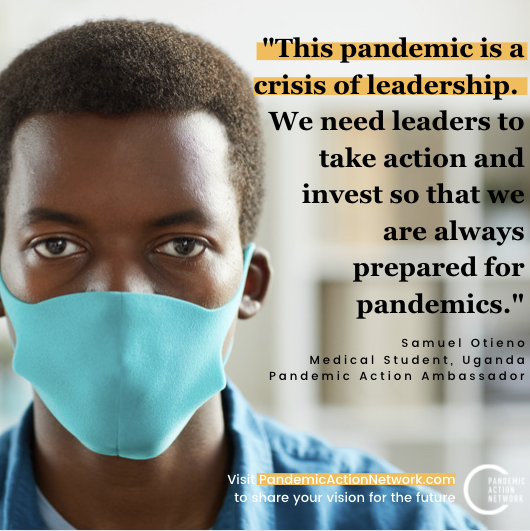 "This pandemic is a
crisis of leadership.
We need leaders to
take action and
invest so that we
are always
prepared for
pandemics."
Samuel Otieno
Medical Student, Uganda
Pandemic Action Ambassador
Visit PandemicActionNetwork.com
to share your vision for the future
PANDEMIC
ACTION
NETWORK